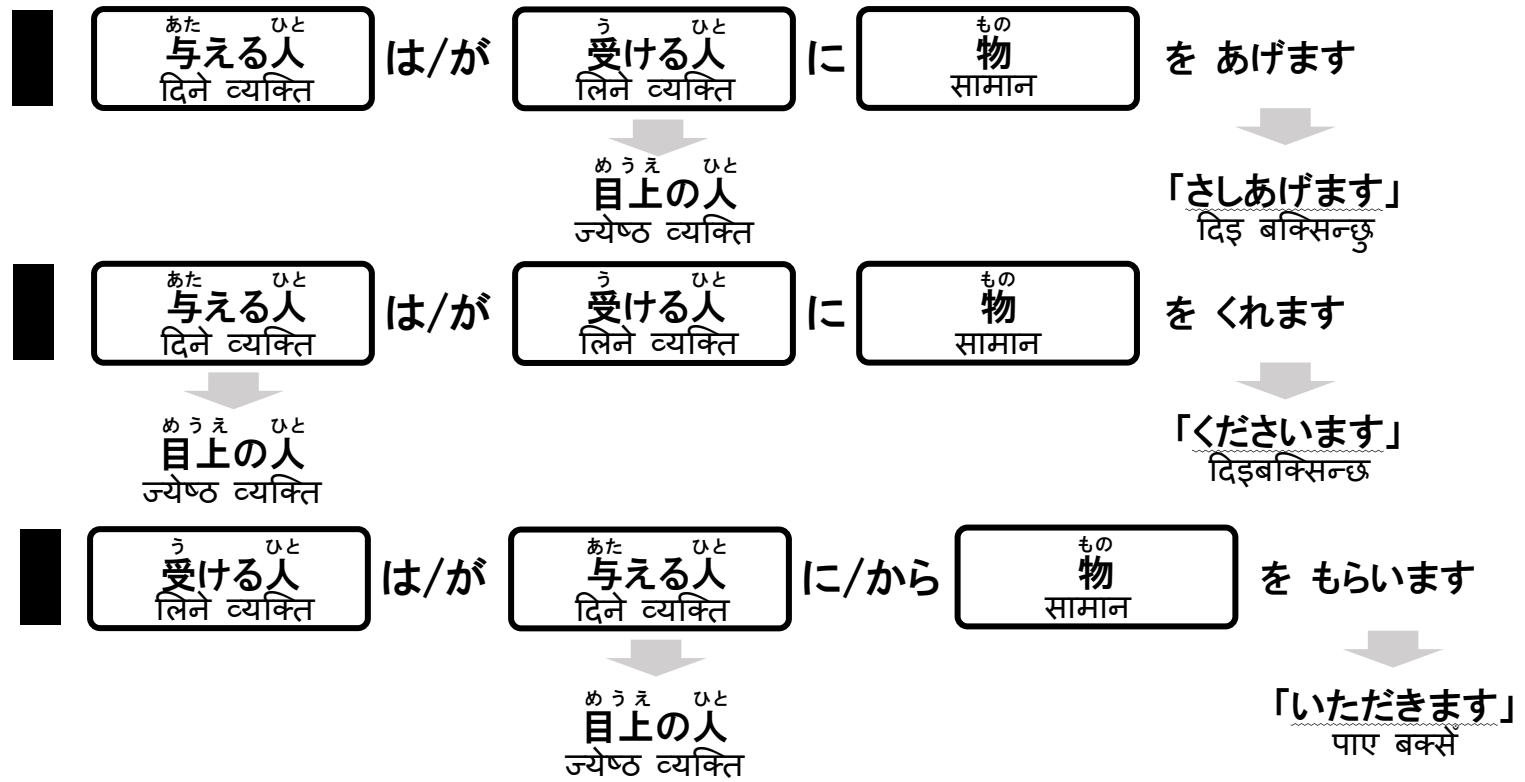 あた ひと う ひと もの
与える人 は/が 受ける人 に 物 を あげます
दिने व्यक्ति लिने व्यक्ति सामान
めうえ ひと
目上の人 「さしあげます」
ज्येष्ठ व्यक्ति दिइ बक्सिन्छु
あた ひと う ひと もの
与える人 は/が 受ける人 に 物 を くれます
दिने व्यक्ति लिने व्यक्ति सामान
めうえ ひと
目上の人 「くださいます」
ज्येष्ठ व्यक्ति दिइबक्सिन्छ
う ひと あた ひと もの
受ける人 は/が 与える人 に/から 物 を もらいます
लिने व्यक्ति दिने व्यक्ति सामान
めうえ ひと
目上の人 「いただきます」
ज्येष्ठ व्यक्ति पाए बक्सेँ